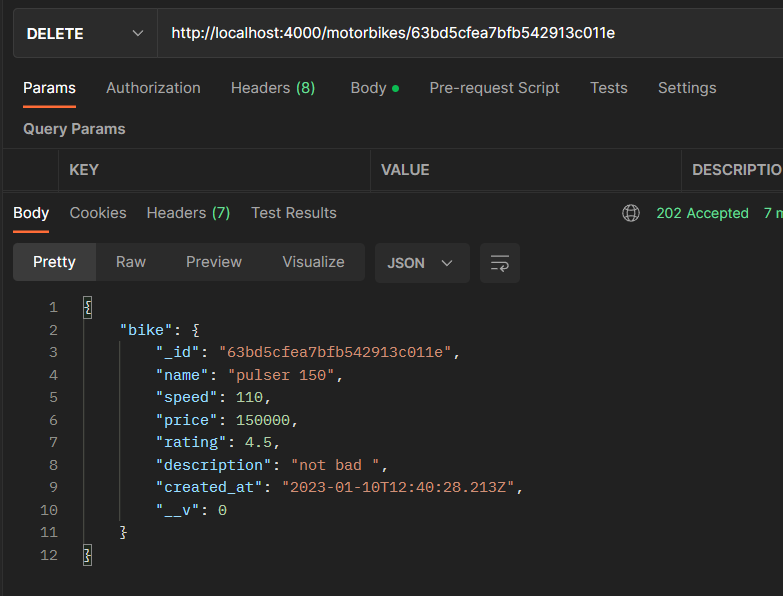 DELETE http://localhost:4000/motorbikes/63bd5cfea7bfb542913c011e
Params Authorization Headers (8) Body Pre-request Script Tests Settings
Query Params
KEY VALUE DESCRIPTIO
Body Cookies Headers (7) Test Results 202 Accepted 7 m
Pretty Raw Preview Visualize JSON
1 {
2 "bike": {
3 "_id": "63bd5cfea7bfb542913c011e",
4 "name": "pulser 150",
5 "speed": 110,
6 "price": 150000,
7 "rating": 4.5,
8 "description": "not bad ",
9 "created_at": "2023-01-10T12:40:28.213Z",
10 "__v": 0
11 }
12 }